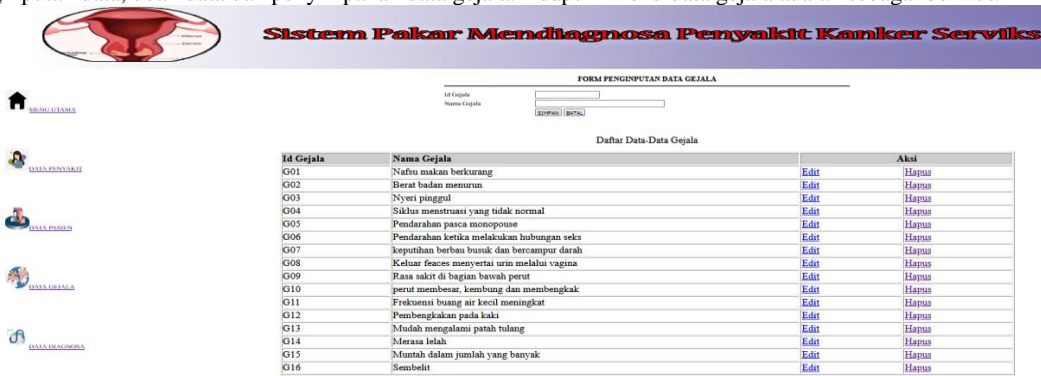 Sistem Pakar Mendiagnosa Penyakit Kanker Serviks
FORM PENGINPUTAN DATA GEJALA
Id Gejala
Nama Gejala
SIMPAN BATAL
MENU UTAMA
DATA PENYAKIT
DATA PASIEN
DATA GEJALA
DATA DIAGNOSA
Daftar Data-Data Gejala
Id Gejala Nama Gejala Aksi
G01 Nafsu makan berkurang Edit Hapus
G02 Berat badan menurun Edit Hapus
G03 Nyeri pinggul Edit Hapus
G04 Siklus menstruasi yang tidak normal Edit Hapus
G05 Pendarahan pasca monopouse Edit Hapus
G06 Pendarahan ketika melakukan hubungan seks Edit Hapus
G07 keputihan berbau busuk dan bercampur darah Edit Hapus
G08 Keluar feaces menyertai urin melalui vagina Edit Hapus
G09 Rasa sakit di bagian bawah perut Edit Hapus
G10 perut membesar, kembung dan membengkak Edit Hapus
G11 Frekuensi buang air kecil meningkat Edit Hapus
G12 Pembengkakan pada kaki Edit Hapus
G13 Mudah mengalami patah tulang Edit Hapus
G14 Merasa lelah Edit Hapus
G15 Muntah dalam jumlah yang banyak Edit Hapus
G16 Sembelit Edit Hapus